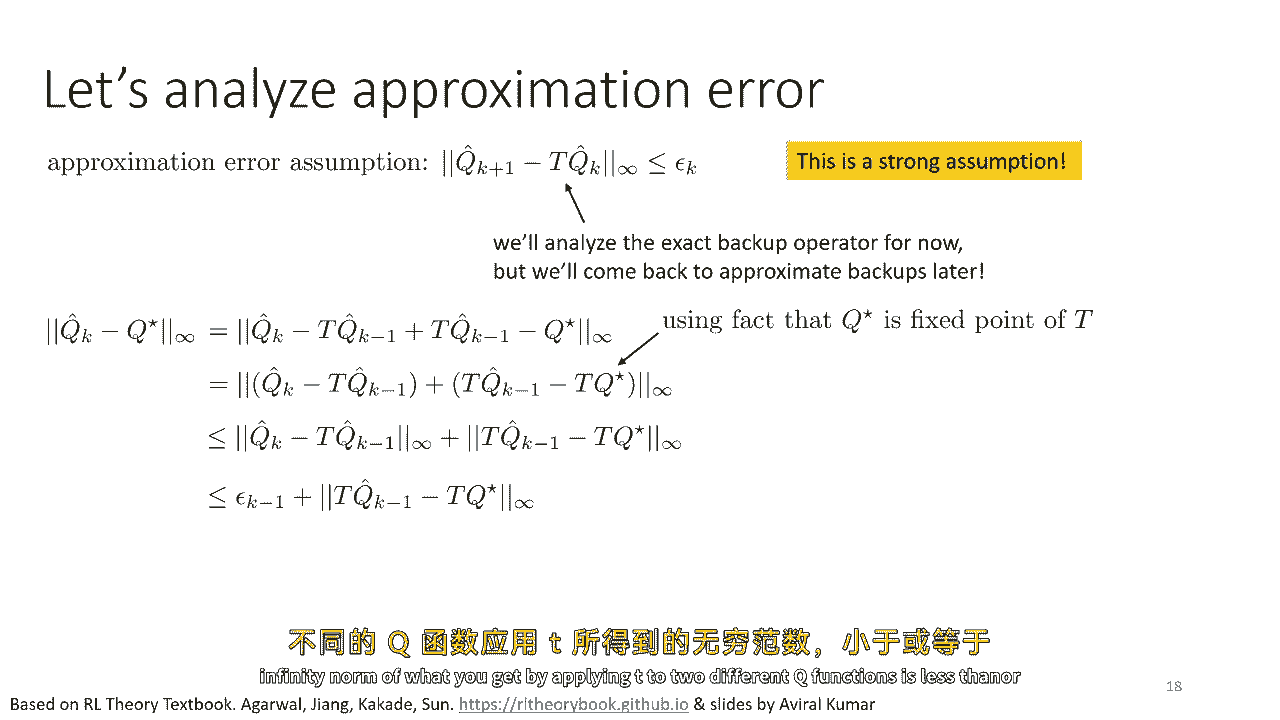 Let's analyze approximation error
approximation error assumption: $||\hat{Q}_{k+1} - T\hat{Q}_k||_\infty \leq \epsilon_k$
This is a strong assumption!
we'll analyze the exact backup operator for now,
but we'll come back to approximate backups later!
$||\hat{Q}_k - Q^\star||_\infty = ||\hat{Q}_k - T\hat{Q}_{k-1} + T\hat{Q}_{k-1} - Q^\star||_\infty$
using fact that $Q^\star$ is fixed point of $T$
$= ||(\hat{Q}_k - T\hat{Q}_{k-1}) + (T\hat{Q}_{k-1} - TQ^\star)||_\infty$
$\leq ||\hat{Q}_k - T\hat{Q}_{k-1}||_\infty + ||T\hat{Q}_{k-1} - TQ^\star||_\infty$
$\leq \epsilon_{k-1} + ||T\hat{Q}_{k-1} - TQ^\star||_\infty$
不同的 Q 函数应用 t 所得到的无穷范数，小于或等于
infinity norm of what you get by applying t to two different Q functions is less thanor
18
Based on RL Theory Textbook. Agarwal, Jiang, Kakade, Sun. https://rltheorybook.github.io & slides by Aviral Kumar